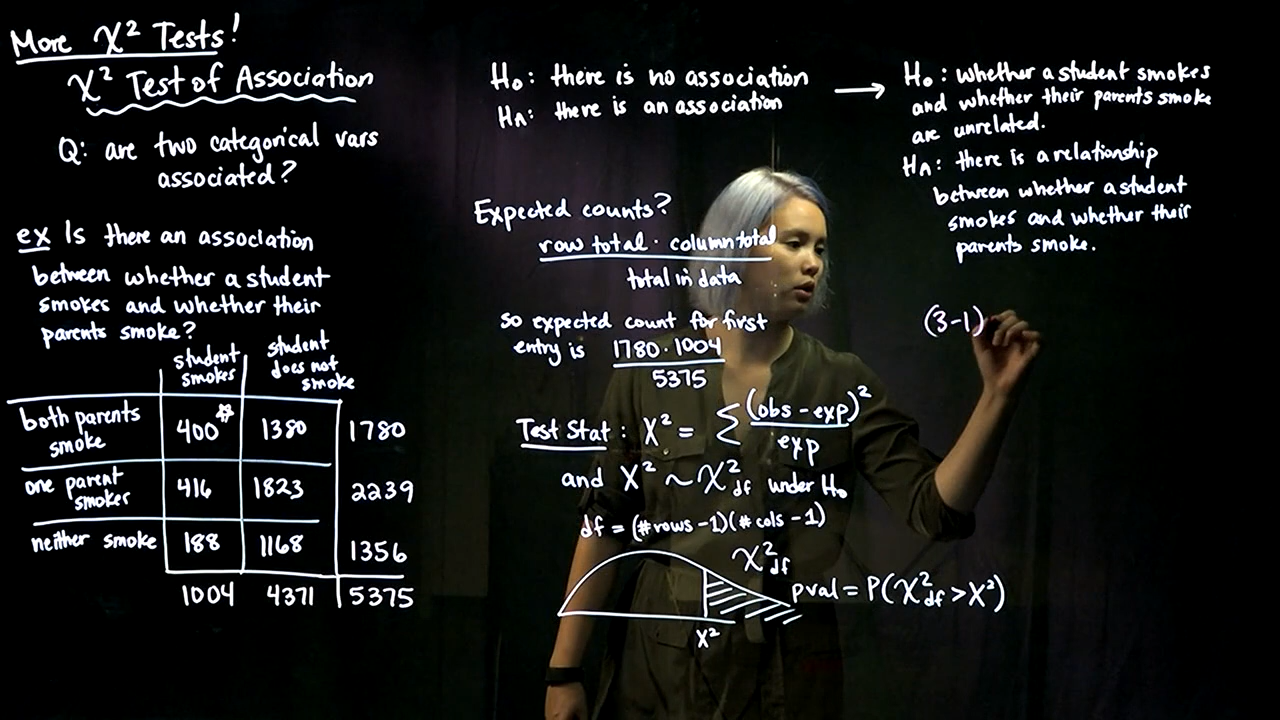 More χ² Tests!
χ² Test of Association
Q: are two categorical vars
associated?
ex Is there an association
between whether a student
smokes and whether their
parents smoke?
student smokes
student does not smoke
both parents smoke 400* 1380 1780
one parent smokes 416 1823 2239
neither smoke 188 1168 1356
1004 4371 5375
H₀: there is no association
Hᴀ: there is an association
→
Expected counts?
row total · column total
total in data
so expected count for first
entry is 1780 · 1004
5375
Test Stat: X² = Σ (obs - exp)²
exp
and X² ~ χ²df under H₀
df = (#rows -1)(# cols -1)
χ²df
pval = P(χ²df > X²)
X²
H₀: whether a student smokes
and whether their parents smoke
are unrelated.
Hᴀ: there is a relationship
between whether a student
smokes and whether their
parents smoke.
(3-1)